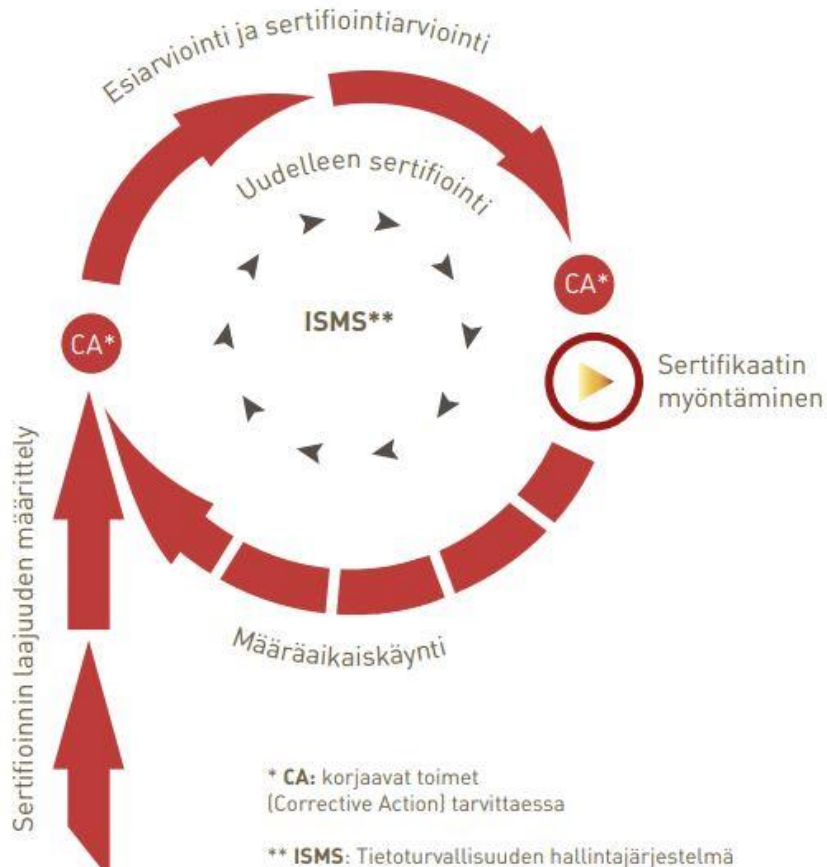 Esiarviointi ja sertifiointiarviointi
Uudelleen sertifiointi
CA*
ISMS**
CA*
Sertifikaatin
myöntäminen
Sertifioinnin laajuuden määrittely
Määräaikaiskäynti
* CA: korjaavat toimet
(Corrective Action) tarvittaessa
** ISMS: Tietoturvallisuuden hallintajärjestelmä